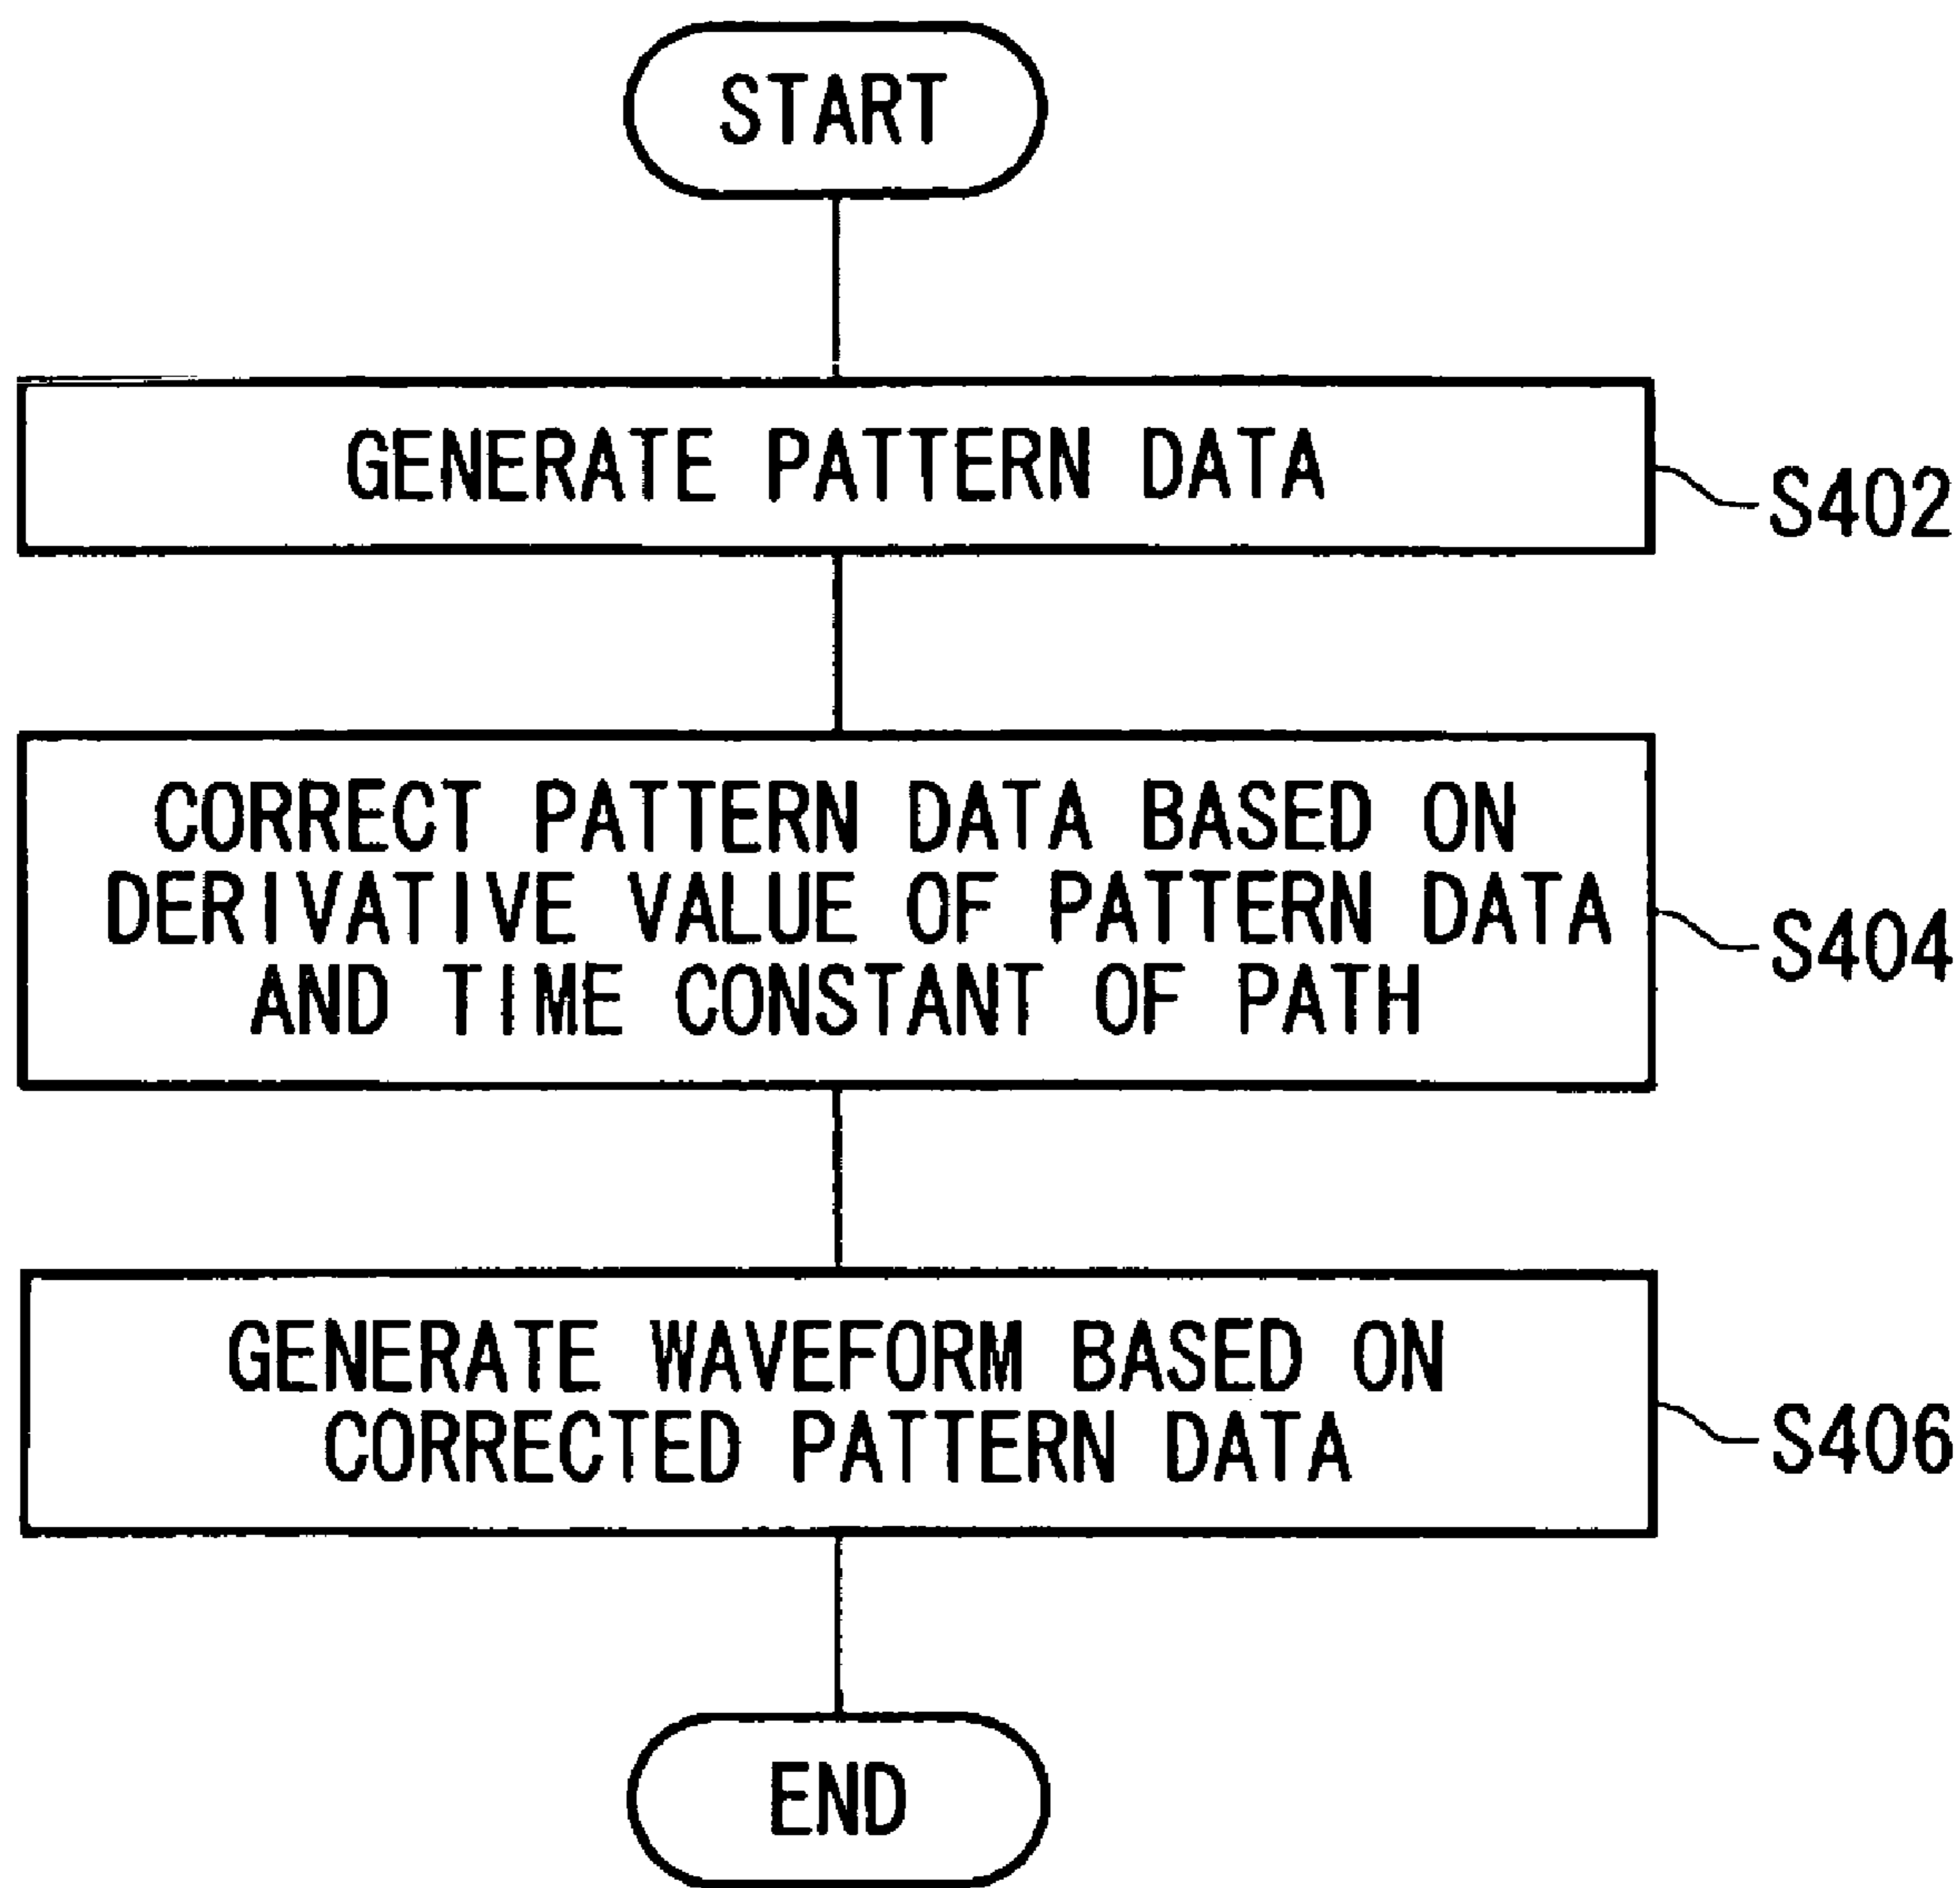 START
GENERATE PATTERN DATA
S402
CORRECT PATTERN DATA BASED ON
DERIVATIVE VALUE OF PATTERN DATA
AND TIME CONSTANT OF PATH
S404
GENERATE WAVEFORM BASED ON
CORRECTED PATTERN DATA
S406
END